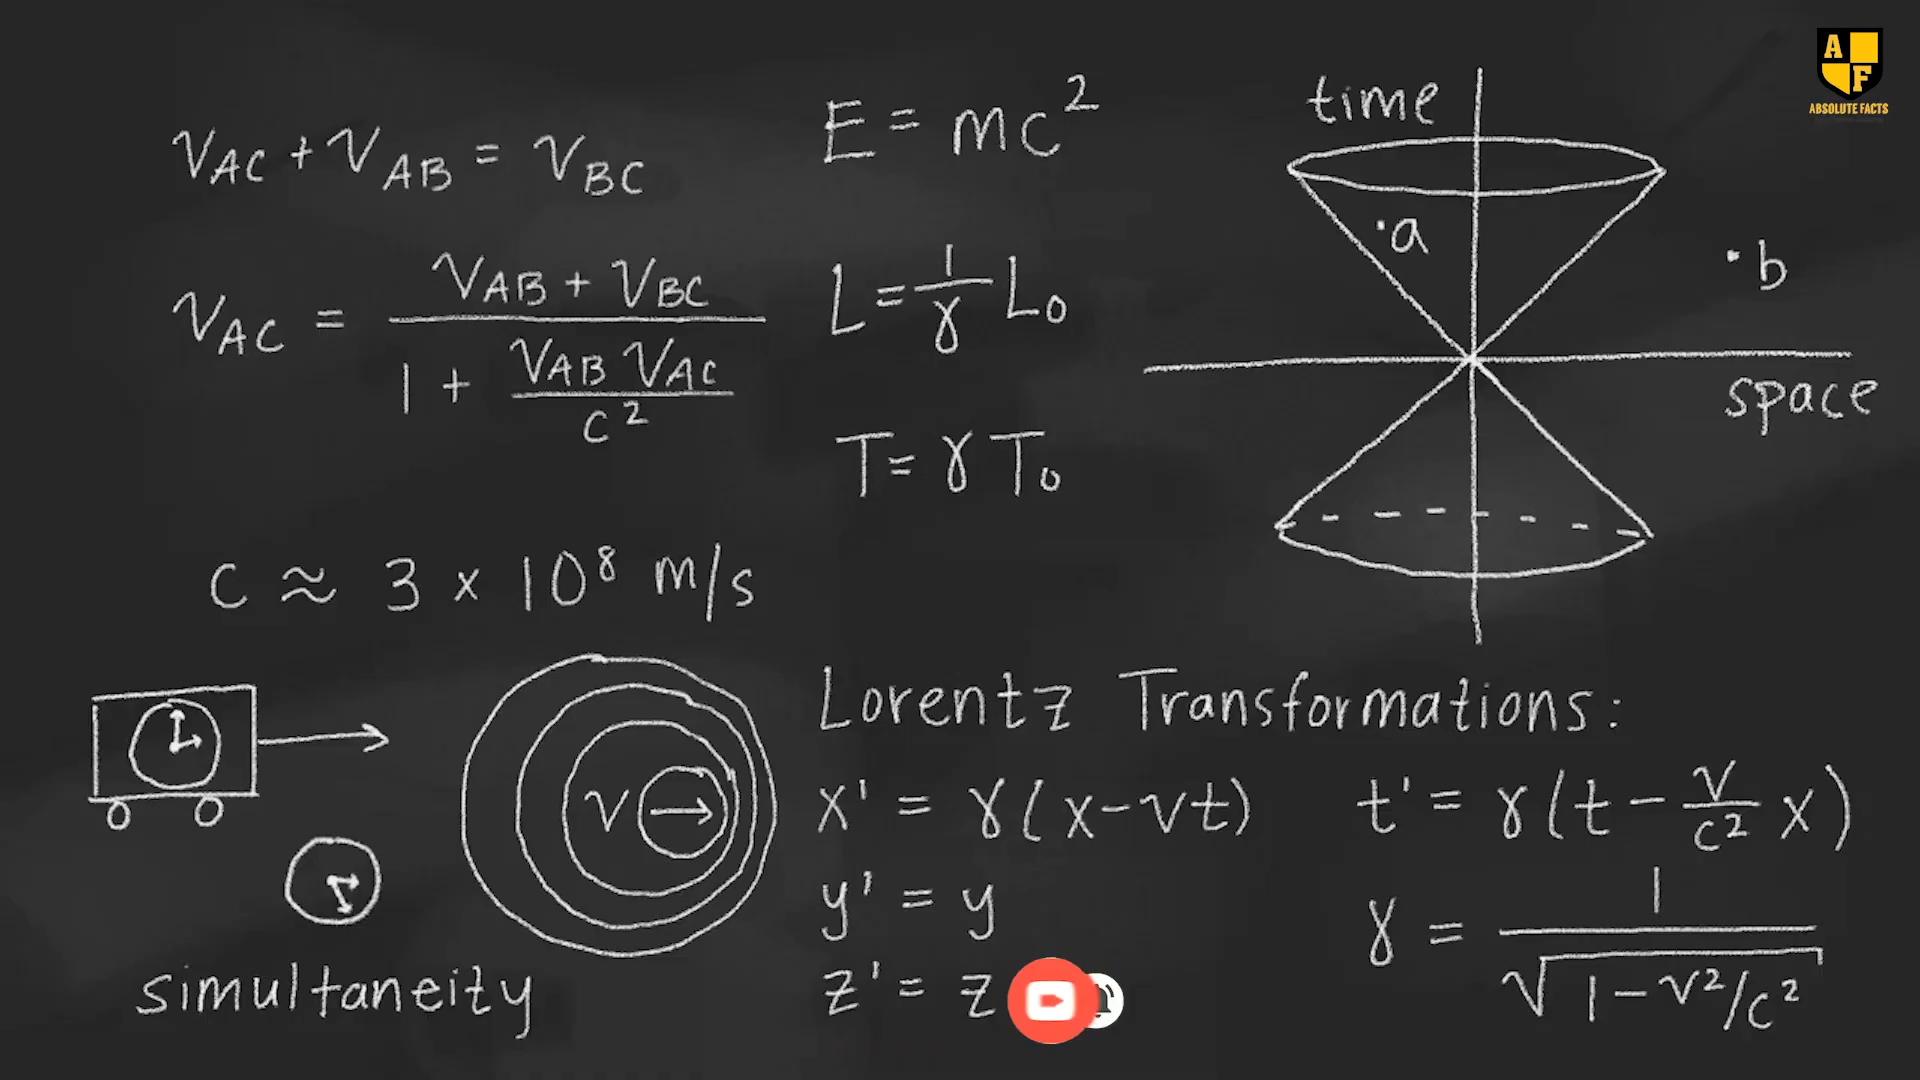 v_AC + v_AB = v_BC
v_AC = (v_AB + v_BC) / (1 + (v_AB v_AC) / c²)
c ≈ 3 × 10⁸ m/s
v
simultaneity
E = mc²
L = (1/γ) L₀
T = γ T₀
time
a
b
space
Lorentz Transformations:
x' = γ(x-vt)
t' = γ(t - (v/c²) x)
y' = y
γ = 1 / √(1-v²/c²)
z' = z
A
F
ABSOLUTE FACTS